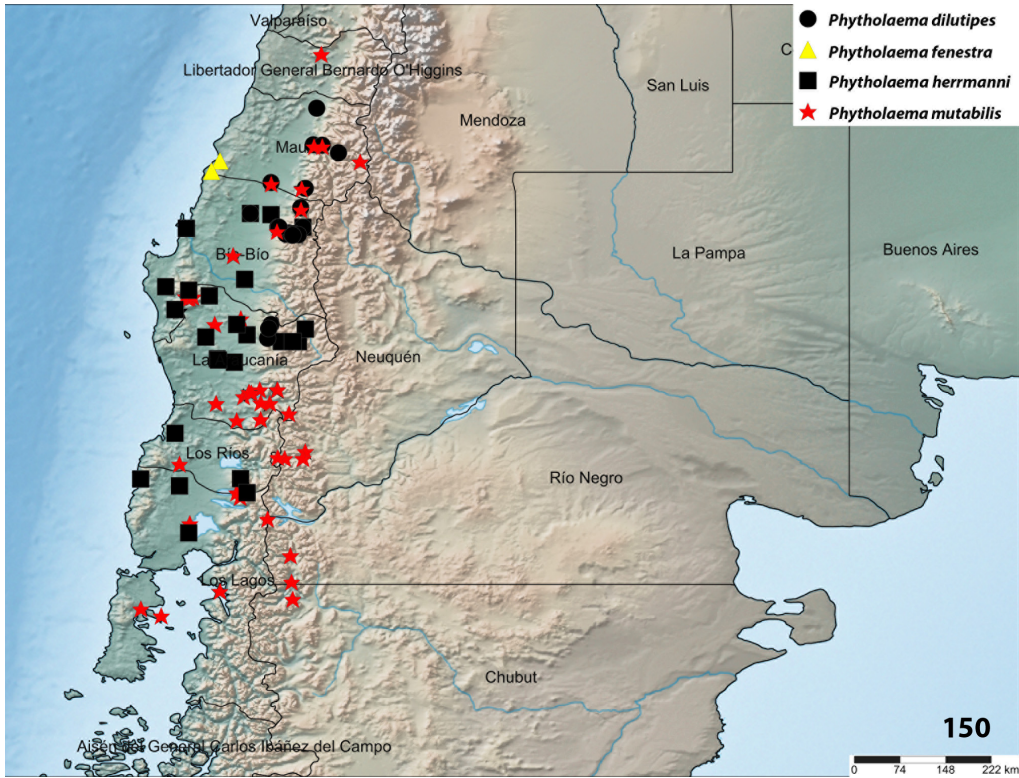 Valparaíso
Phytholaema dilutipes
Phytholaema fenestra
Phytholaema herrmanni
Phytholaema mutabilis
Libertador General Bernardo O'Higgins
San Luis
C
Mendoza
Mau
Bío-Bío
La Pampa
Buenos Aires
La ucanía
Neuquén
Los Ríos
Río Negro
Los Lagos
Chubut
Aisén del General Carlos Ibáñez del Campo
150
0 74 148 222 km